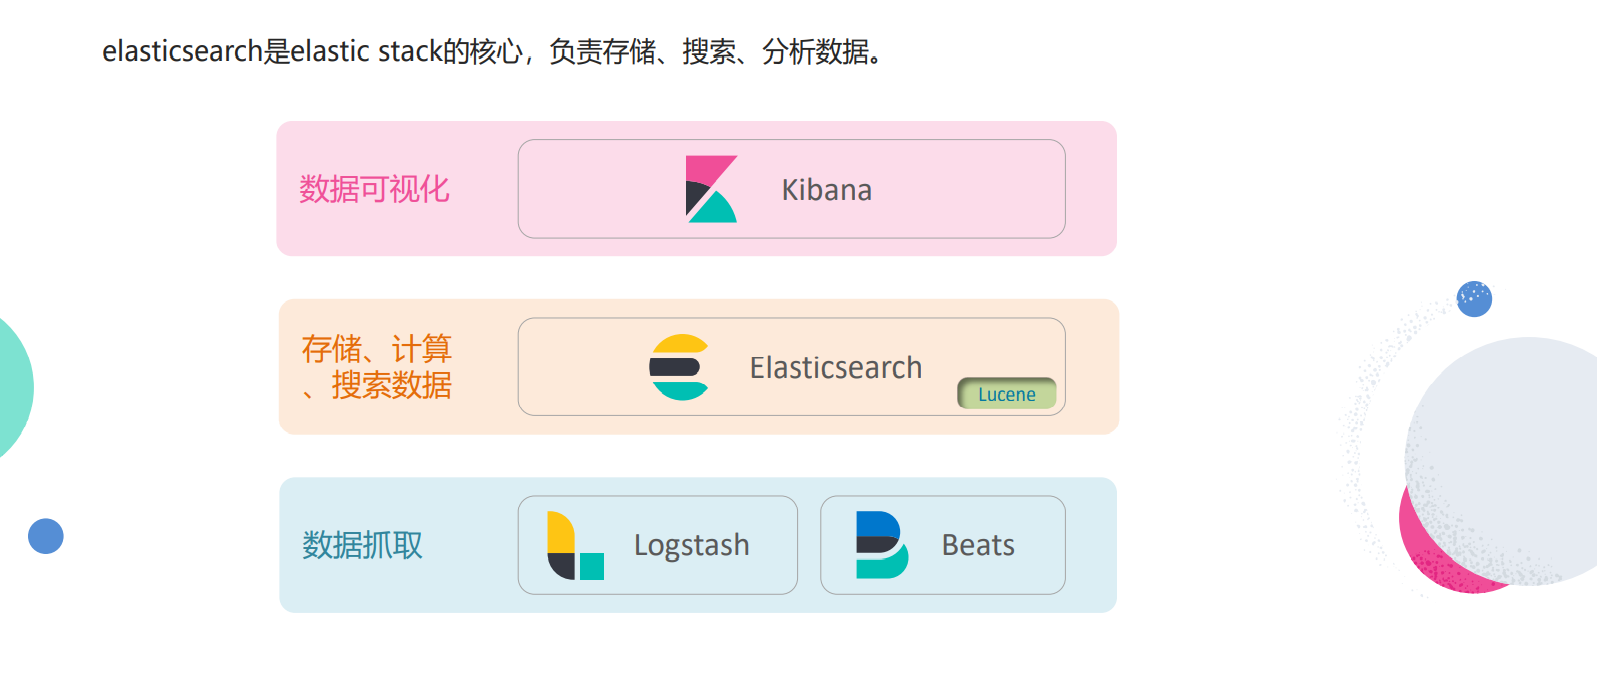 elasticsearch是elastic stack的核心，负责存储、搜索、分析数据。
数据可视化
Kibana
存储、计算
、搜索数据
Elasticsearch
Lucene
数据抓取
Logstash
Beats